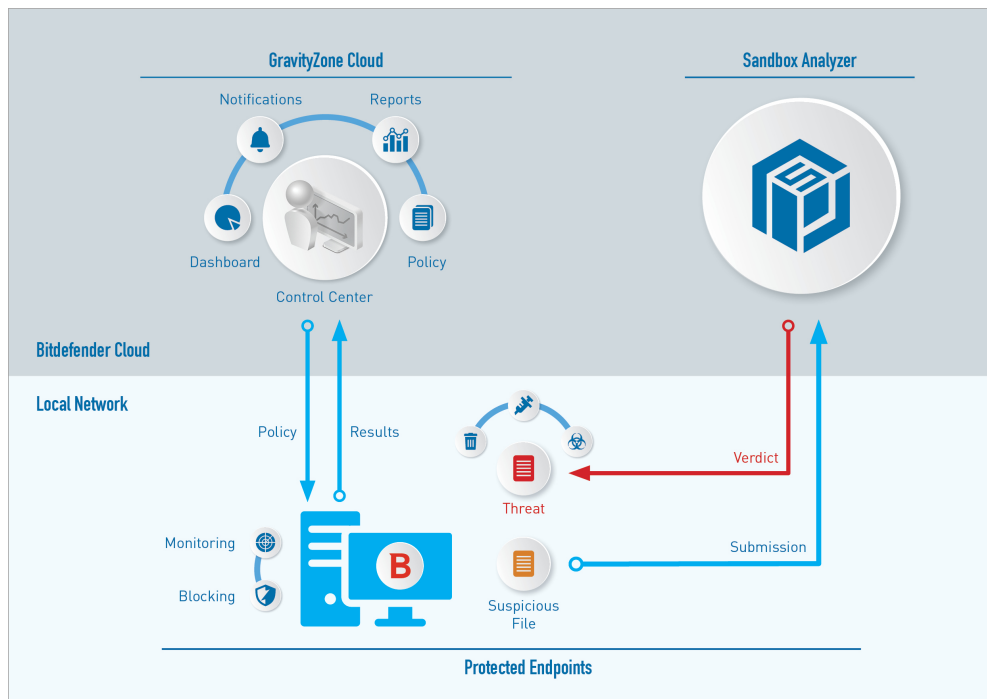 GravityZone Cloud
Sandbox Analyzer
Notifications
Reports
Dashboard
Policy
Control Center
Bitdefender Cloud
Local Network
Policy
Results
Verdict
Threat
Monitoring
Blocking
B
Submission
Suspicious
File
Protected Endpoints